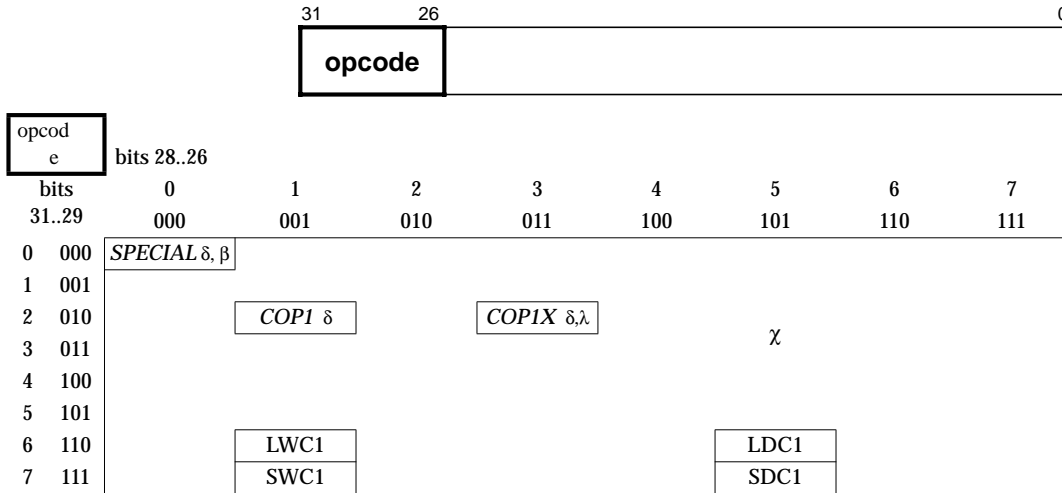 31 26 0
opcode
opcod
e
bits 28..26
bits 0 1 2 3 4 5 6 7
31..29 000 001 010 011 100 101 110 111
0 000 SPECIAL δ, β
1 001
2 010 COP1 δ COP1X δ,λ
χ
3 011
4 100
5 101
6 110 LWC1 LDC1
7 111 SWC1 SDC1